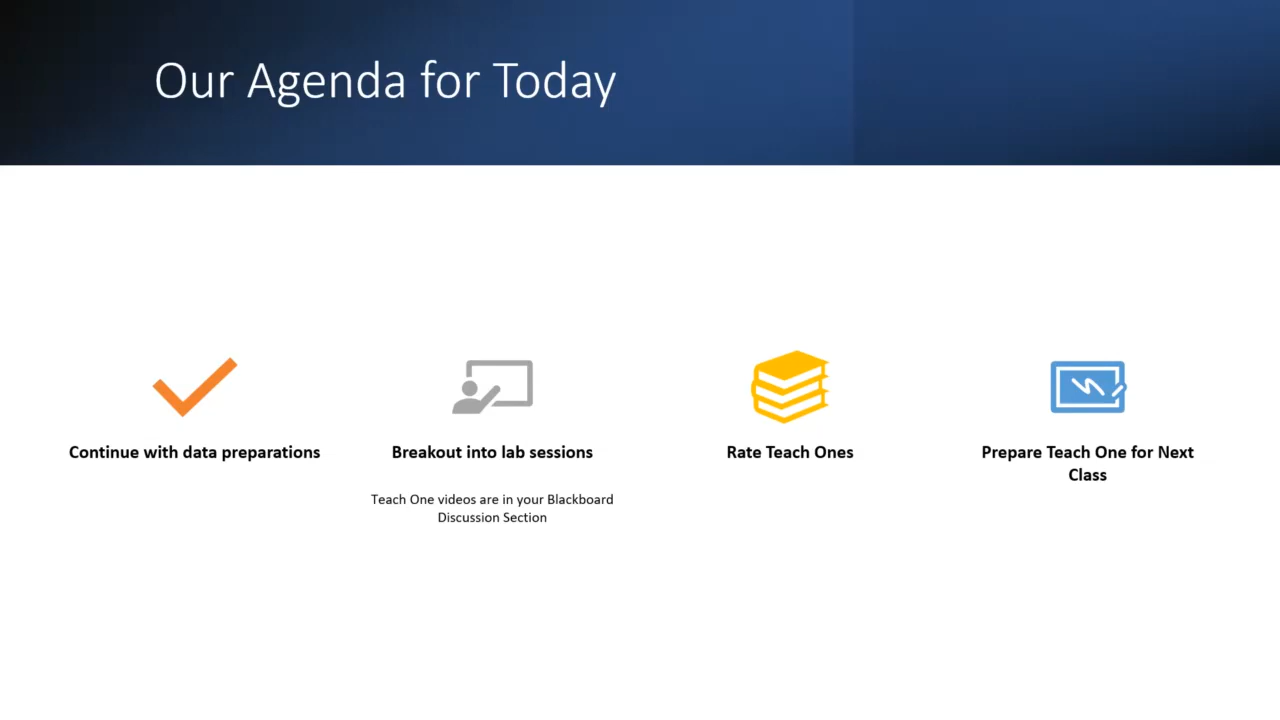 Our Agenda for Today
Continue with data preparations
Breakout into lab sessions
Teach One videos are in your Blackboard
Discussion Section
Rate Teach Ones
Prepare Teach One for Next
Class